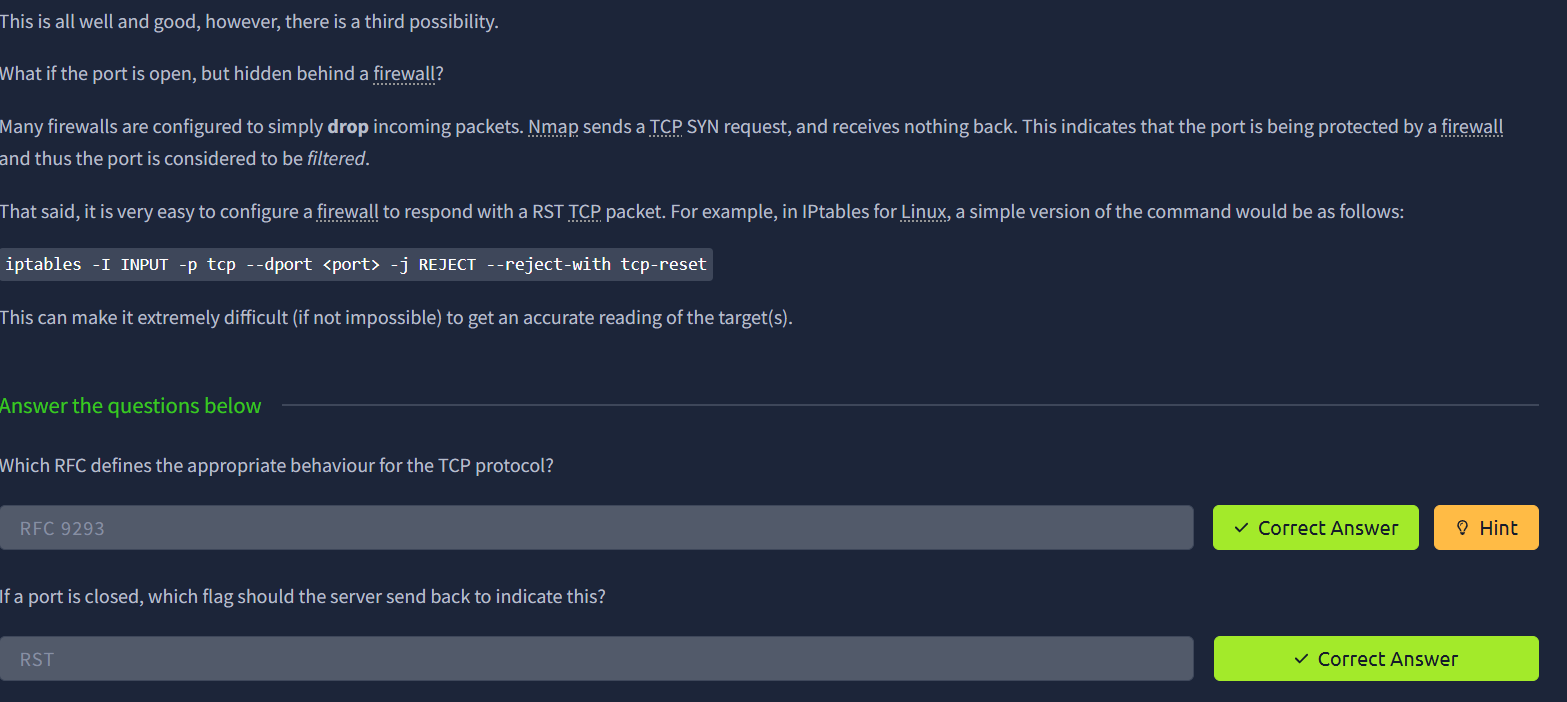 This is all well and good, however, there is a third possibility.
What if the port is open, but hidden behind a firewall?
Many firewalls are configured to simply drop incoming packets. Nmap sends a TCP SYN request, and receives nothing back. This indicates that the port is being protected by a firewall
and thus the port is considered to be filtered.
That said, it is very easy to configure a firewall to respond with a RST TCP packet. For example, in IPtables for Linux, a simple version of the command would be as follows:
iptables -I INPUT -p tcp --dport <port> -j REJECT --reject-with tcp-reset
This can make it extremely difficult (if not impossible) to get an accurate reading of the target(s).
Answer the questions below
Which RFC defines the appropriate behaviour for the TCP protocol?
RFC 9293 Correct Answer Hint
If a port is closed, which flag should the server send back to indicate this?
RST Correct Answer